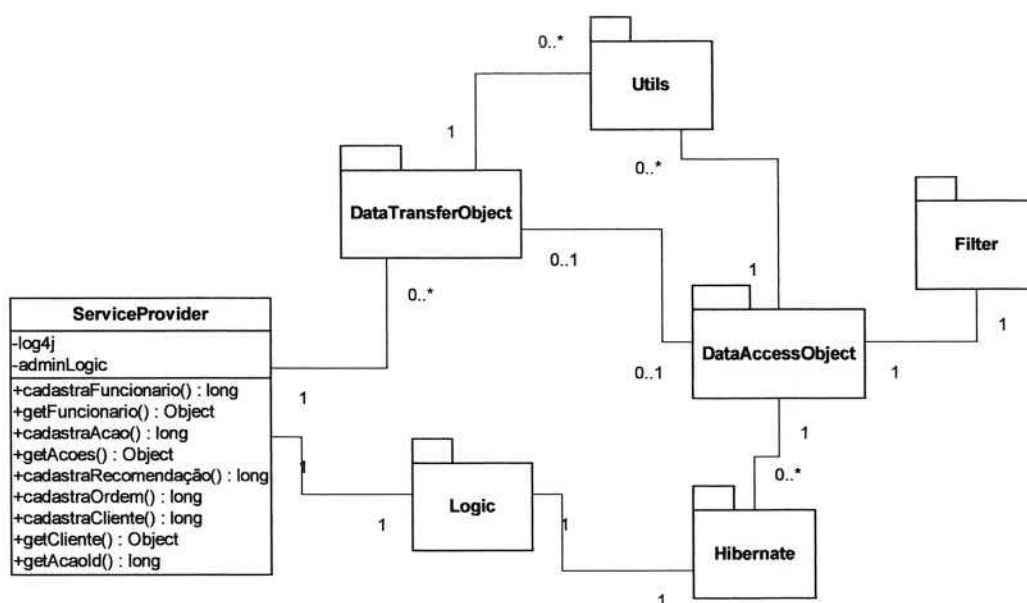 0..*
Utils
1
0..*
DataTransferObject
Filter
0..1
0..*
1
1
ServiceProvider
-log4j
-adminLogic
DataAccessObject
0..1
1
1
+cadastraFuncionario() : long
+getFuncionario() : Object
+cadastraAcao() : long
+getAcoes() : Object
+cadastraRecomendação() : long
+cadastraOrdem() : long
+cadastraCliente() : long
+getCliente() : Object
+getAcaoId() : long
1
1
0..*
Logic
1
1
Hibernate
1